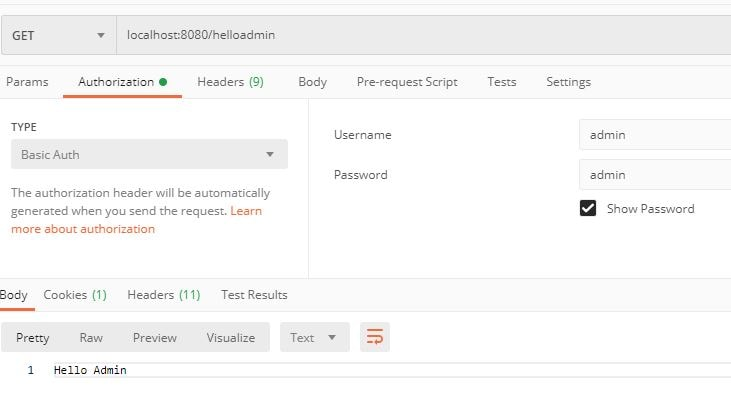 GET localhost:8080/helloadmin
Params Authorization Headers (9) Body Pre-request Script Tests Settings
TYPE
Basic Auth
The authorization header will be automatically
generated when you send the request. Learn
more about authorization
Username admin
Password admin
Show Password
Body Cookies (1) Headers (11) Test Results
Pretty Raw Preview Visualize Text
1 Hello Admin